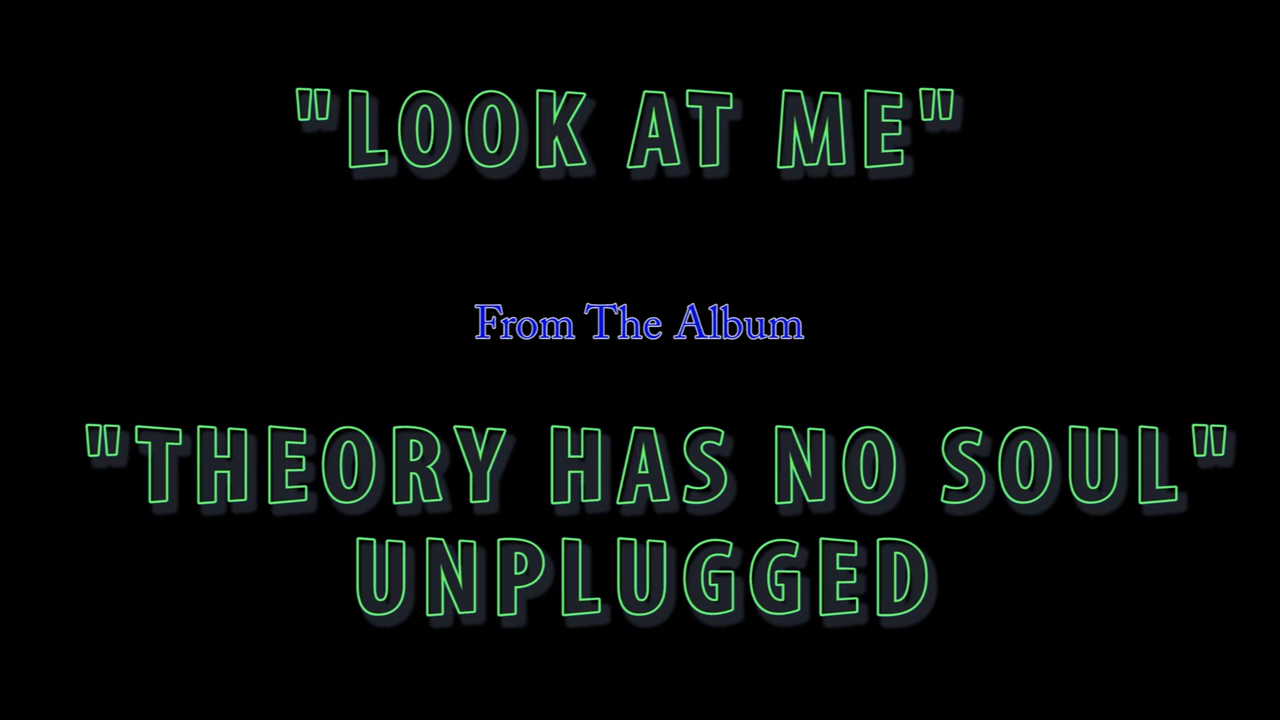 "LOOK AT ME"
From The Album
"THEORY HAS NO SOUL"
UNPLUGGED